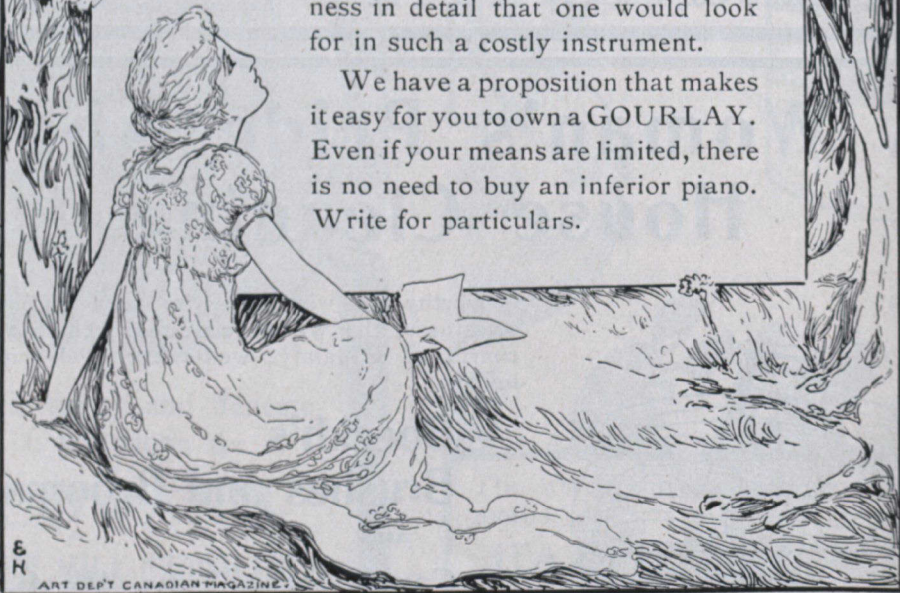 ness in detail that one would look
for in such a costly instrument.
We have a proposition that makes
it easy for you to own a GOURLAY.
Even if your means are limited, there
is no need to buy an inferior piano.
Write for particulars.
E
H
ART DEP'T CANADIAN MAGAZINE.